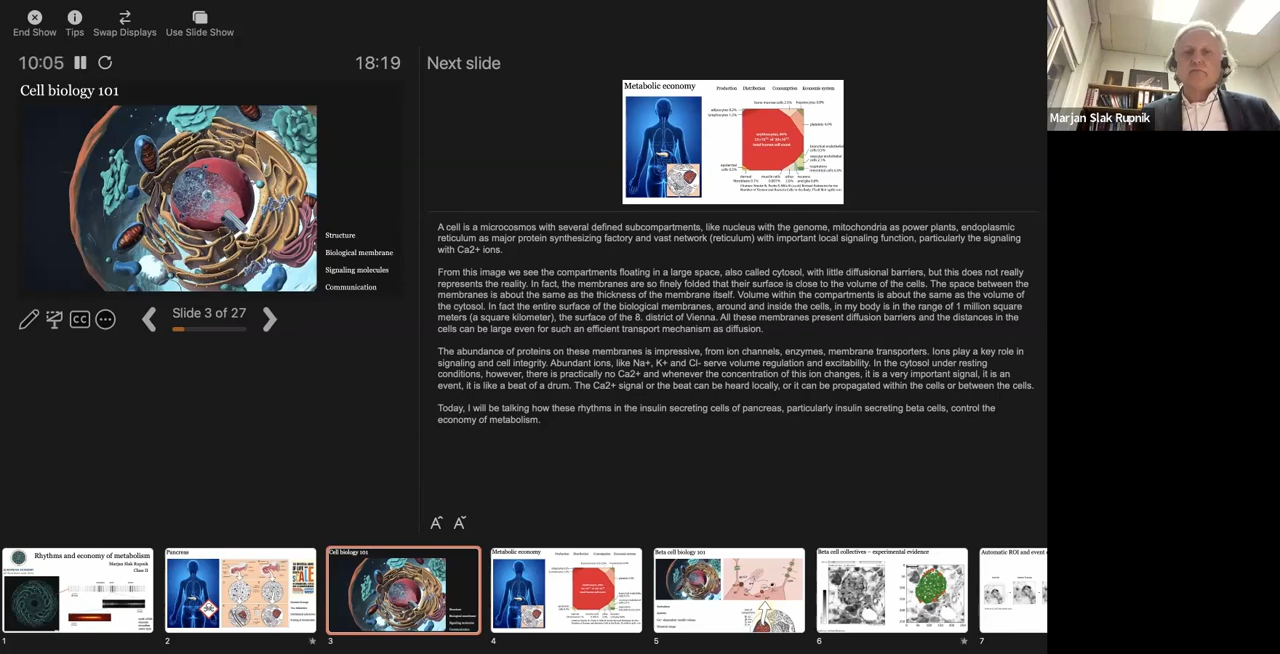 End Show
Tips
Swap Displays
Use Slide Show
10:05
18:19
Next slide
Cell biology 101
Structure
Biological membrane
Signaling molecules
Communication
CC
Slide 3 of 27
Metabolic economy
Production Distribution Consumption Economic system
A cell is a microcosmos with several defined subcompartments, like nucleus with the genome, mitochondria as power plants, endoplasmic
reticulum as major protein synthesizing factory and vast network (reticulum) with important local signaling function, particularly the signaling
with Ca2+ ions.
From this image we see the compartments floating in a large space, also called cytosol, with little diffusional barriers, but this does not really
represents the reality. In fact, the membranes are so finely folded that their surface is close to the volume of the cells. The space between the
membranes is about the same as the thickness of the membrane itself. Volume within the compartments is about the same as the volume of
the cytosol. In fact the entire surface of the biological membranes, around and inside the cells, in my body is in the range of 1 million square
meters (a square kilometer), the surface of the 8. district of Vienna. All these membranes present diffusion barriers and the distances in the
cells can be large even for such an efficient transport mechanism as diffusion.
The abundance of proteins on these membranes is impressive, from ion channels, enzymes, membrane transporters. Ions play a key role in
signaling and cell integrity. Abundant ions, like Na+, K+ and Cl- serve volume regulation and excitability. In the cytosol under resting
conditions, however, there is practically no Ca2+ and whenever the concentration of this ion changes, it is a very important signal, it is an
event, it is like a beat of a drum. The Ca2+ signal or the beat can be heard locally, or it can be propagated within the cells or between the cells.
Today, I will be talking how these rhythms in the insulin secreting cells of pancreas, particularly insulin secreting beta cells, control the
economy of metabolism.
Marjan Slak Rupnik
Rhythms and economy of metabolism
Marjan Slak Rupnik
Class II
1
Pancreas
2
Cell biology 101
Structure
Biological membrane
Signaling molecules
Communication
3
Metabolic economy
4
Beta cell biology 101
5
Beta cell collectives – experimental evidence
6
Automatic ROI and event
7